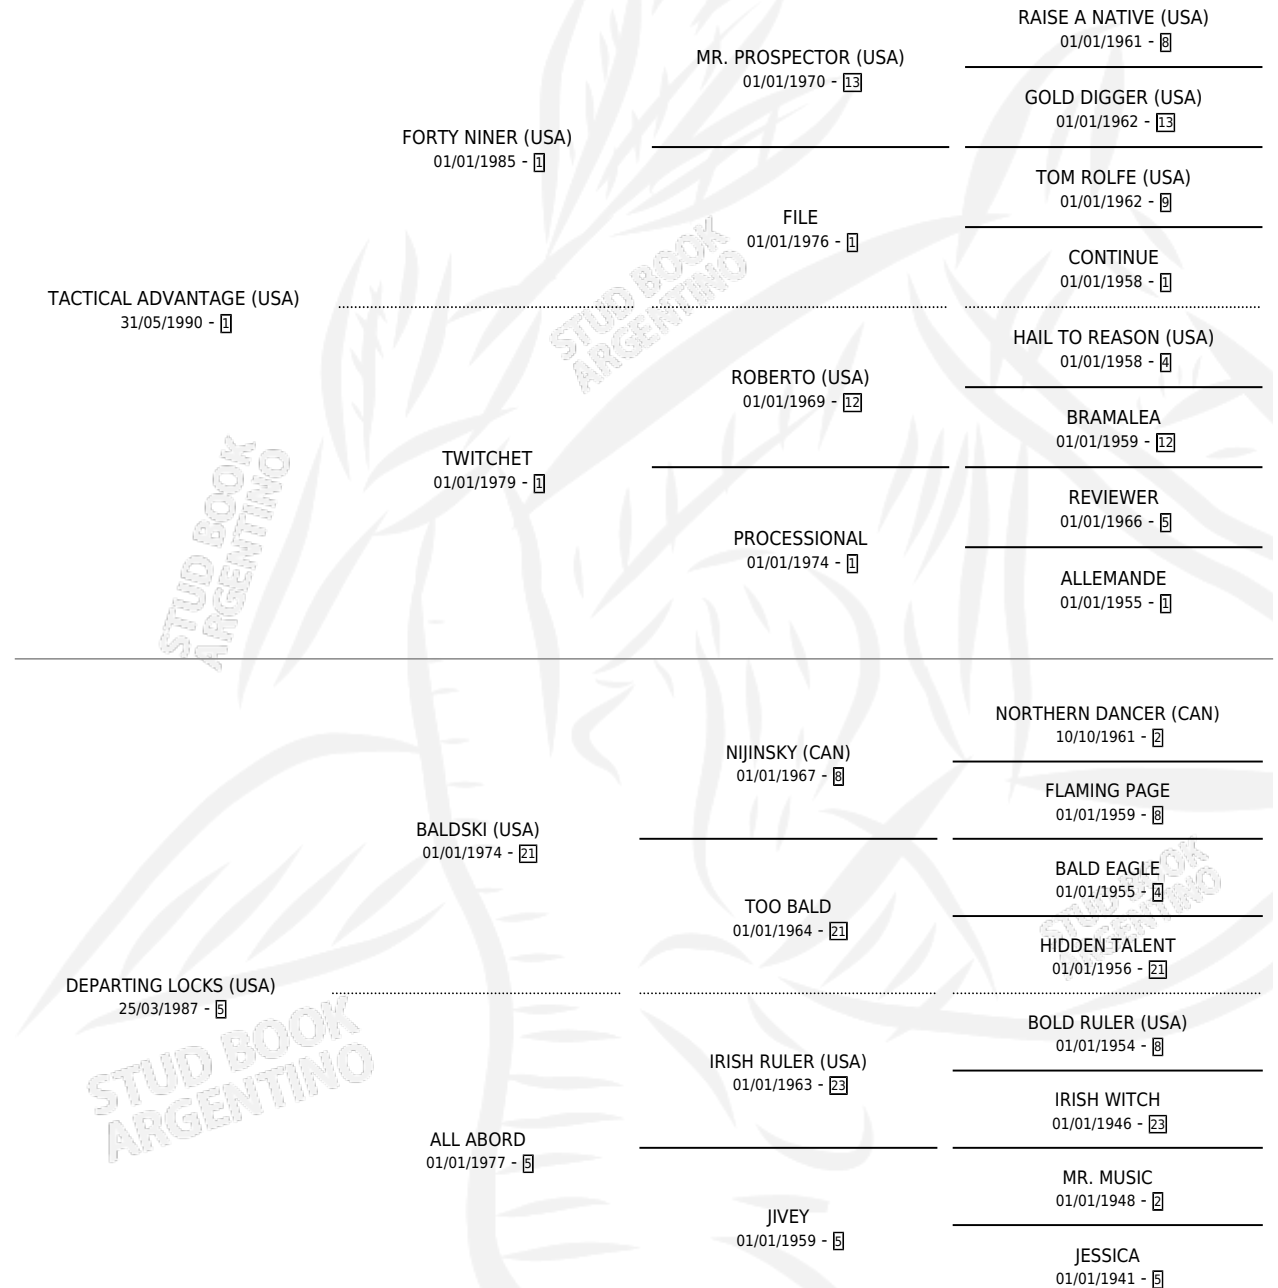 RAISE A NATIVE (USA)
01/01/1961 - 8
MR. PROSPECTOR (USA)
01/01/1970 - 13
GOLD DIGGER (USA)
01/01/1962 - 13
FORTY NINER (USA)
01/01/1985 - 1
TOM ROLFE (USA)
01/01/1962 - 9
FILE
01/01/1976 - 1
CONTINUE
01/01/1958 - 1
TACTICAL ADVANTAGE (USA)
31/05/1990 - 1
STUD BOOK
ARGENTINO
HAIL TO REASON (USA)
01/01/1958 - 4
ROBERTO (USA)
01/01/1969 - 12
BRAMALEA
01/01/1959 - 12
TWITCHET
01/01/1979 - 1
REVIEWER
01/01/1966 - 5
PROCESSIONAL
01/01/1974 - 1
ALLEMANDE
01/01/1955 - 1
STUD BOOK
ARGENTINO
NORTHERN DANCER (CAN)
10/10/1961 - 2
NIJINSKY (CAN)
01/01/1967 - 8
FLAMING PAGE
01/01/1959 - 8
BALDSKI (USA)
01/01/1974 - 21
BALD EAGLE
01/01/1955 - 4
TOO BALD
01/01/1964 - 21
STUD BOOK
ARGENTINO
HIDDEN TALENT
01/01/1956 - 21
DEPARTING LOCKS (USA)
25/03/1987 - 5
BOLD RULER (USA)
01/01/1954 - 8
IRISH RULER (USA)
01/01/1963 - 23
IRISH WITCH
01/01/1946 - 23
STUD BOOK
ARGENTINO
ALL ABORD
01/01/1977 - 5
MR. MUSIC
01/01/1948 - 2
JIVEY
01/01/1959 - 5
JESSICA
01/01/1941 - 5